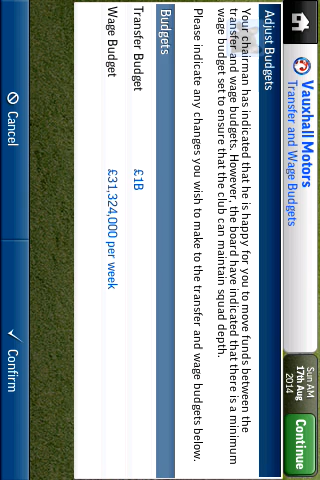 Vauxhall Motors
Transfer and Wage Budgets
Sun AM
17th Aug
2014
Continue
Adjust Budgets
Your chairman has indicated that he is happy for you to move funds between the
transfer and wage budgets. However, the board have indicated that there is a minimum
wage budget set to ensure that the club can maintain squad depth.
Please indicate any changes you wish to make to the transfer and wage budgets below.
Budgets
Transfer Budget £1B
Wage Budget £31,324,000 per week
Cancel
Confirm